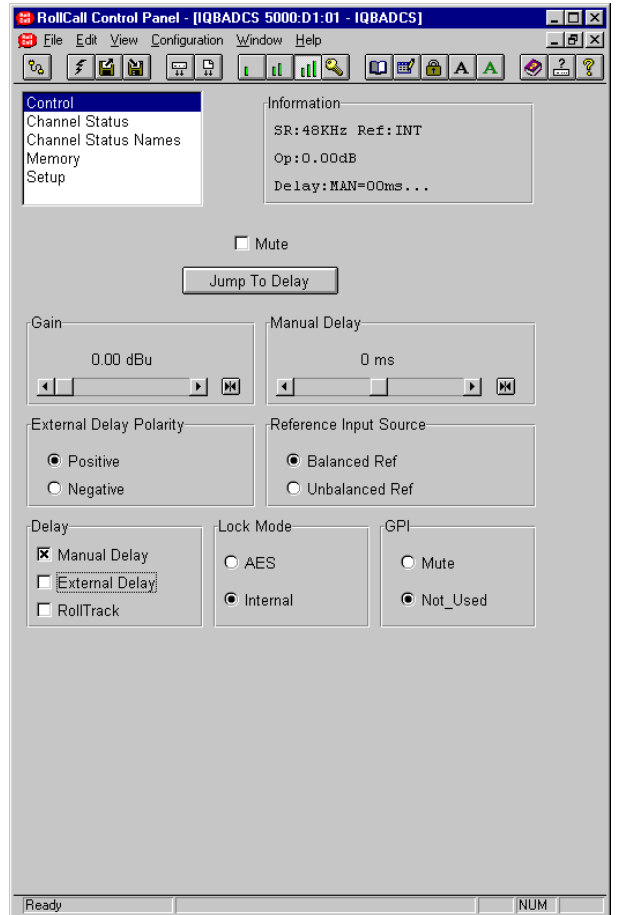 RollCall Control Panel - [IQBADCS 5000:D1:01 - IQBADCS]
File Edit View Configuration Window Help
A A
Control
Channel Status
Channel Status Names
Memory
Setup
Information
SR:48KHz Ref:INT
Op:0.00dB
Delay:MAN=00ms...
Mute
Jump To Delay
Gain
0.00 dBu
Manual Delay
0 ms
External Delay Polarity
Positive
Negative
Reference Input Source
Balanced Ref
Unbalanced Ref
Delay
Manual Delay
External Delay
RollTrack
Lock Mode
AES
Internal
GPI
Mute
Not_Used
Ready NUM